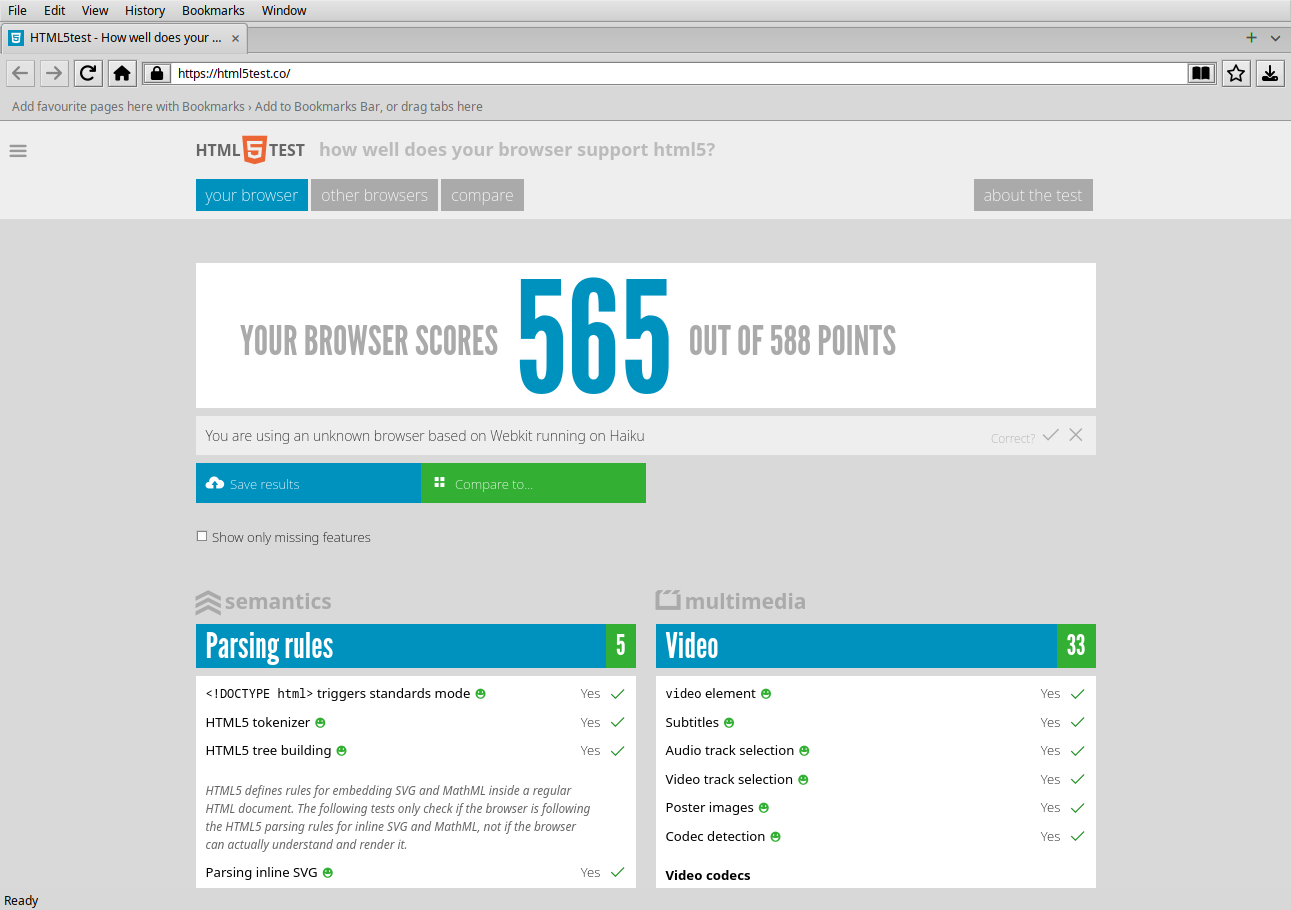 File Edit View History Bookmarks Window
HTML5test - How well does your ...
https://html5test.co/
Add favourite pages here with Bookmarks › Add to Bookmarks Bar, or drag tabs here
HTML 5 TEST how well does your browser support html5?
your browser other browsers compare about the test
YOUR BROWSER SCORES 565 OUT OF 588 POINTS
You are using an unknown browser based on Webkit running on Haiku Correct?
Save results Compare to...
Show only missing features
semantics
Parsing rules 5
<!DOCTYPE html> triggers standards mode Yes
HTML5 tokenizer Yes
HTML5 tree building Yes
HTML5 defines rules for embedding SVG and MathML inside a regular
HTML document. The following tests only check if the browser is following
the HTML5 parsing rules for inline SVG and MathML, not if the browser
can actually understand and render it.
Parsing inline SVG Yes
multimedia
Video 33
video element Yes
Subtitles Yes
Audio track selection Yes
Video track selection Yes
Poster images Yes
Codec detection Yes
Video codecs
Ready